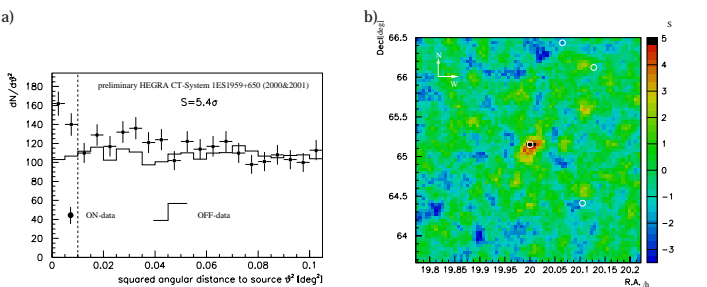 a)
dN/dϑ²
180
160
140
120
100
80
60
40
20
0
preliminary HEGRA CT-System 1ES1959+650 (2000&2001)
S=5.4σ
ON-data
OFF-data
0 0.02 0.04 0.06 0.08 0.1
squared angular distance to source ϑ² [deg²]
b)
Decl[deg]
66.5
66
65.5
65
64.5
64
N
W
19.8 19.85 19.9 19.95 20 20.05 20.1 20.15 20.2
R.A. /h
S
5
4
3
2
1
0
−1
−2
−3